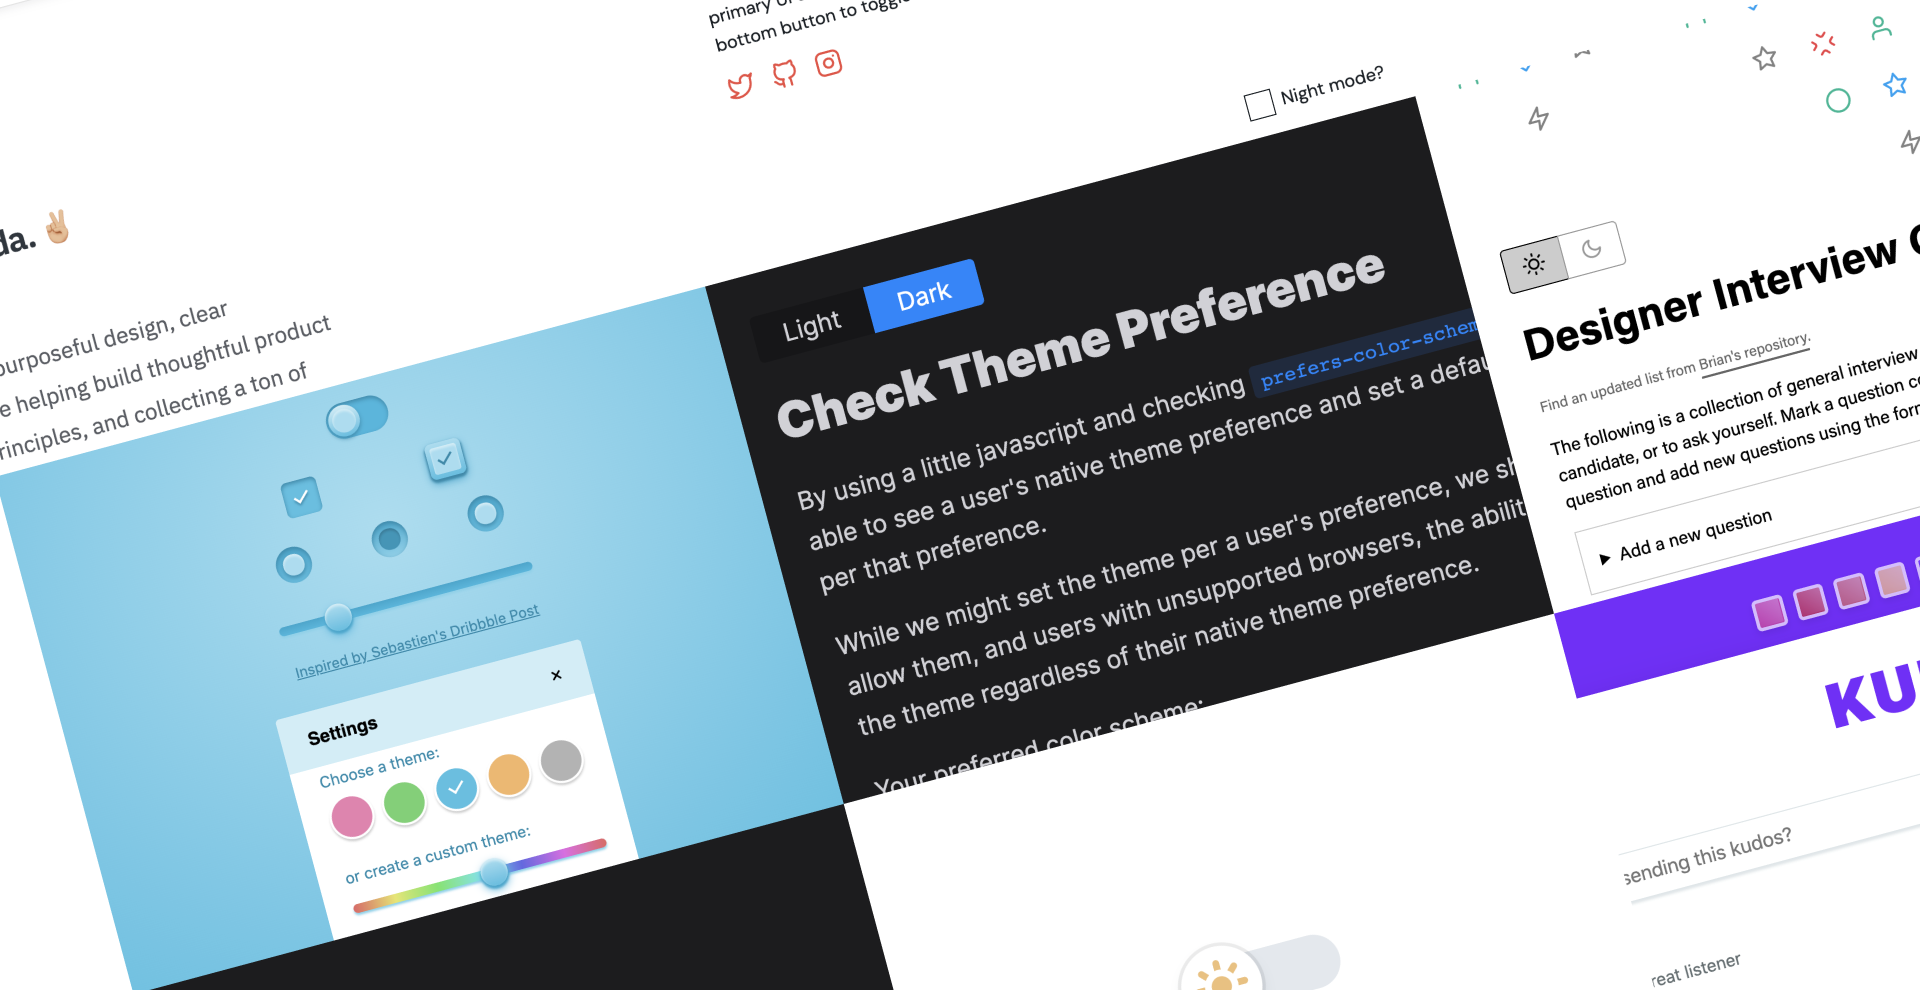 primary
bottom button to toggle
Night mode?
da. ✌🏼
purposeful design, clear
e helping build thoughtful product
rinciples, and collecting a ton of
Inspired by Sebastien's Dribbble Post
Settings
×
Choose a theme:
or create a custom theme:
Light
Dark
Check Theme Preference
By using a little javascript and checking prefers-color-schem
able to see a user's native theme preference and set a defau
per that preference.
While we might set the theme per a user's preference, we sh
allow them, and users with unsupported browsers, the abilit
the theme regardless of their native theme preference.
Your preferred color scheme:
Designer Interview
Find an updated list from Brian's repository.
The following is a collection of general interview
candidate, or to ask yourself. Mark a question co
question and add new questions using the form
▶ Add a new question
KU
sending this kudos?
reat listener